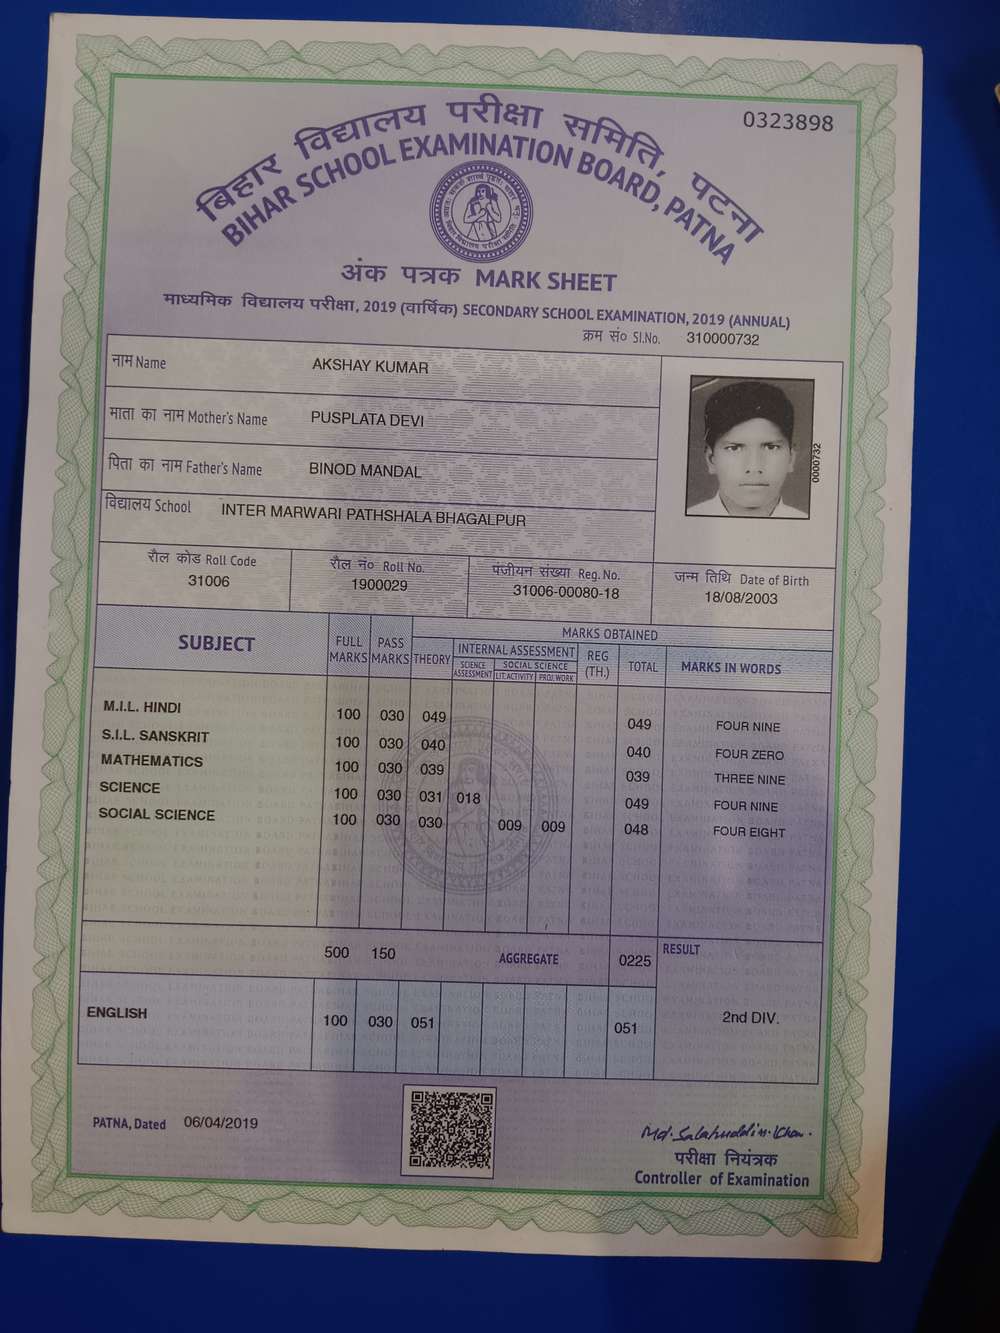 0323898
बिहार विद्यालय परीक्षा समिति, पटना
BIHAR SCHOOL EXAMINATION BOARD, PATNA
अंक पत्रक MARK SHEET
माध्यमिक विद्यालय परीक्षा, 2019 (वार्षिक) SECONDARY SCHOOL EXAMINATION, 2019 (ANNUAL)
क्रम सं० Sl.No. 310000732
नाम Name AKSHAY KUMAR
माता का नाम Mother's Name PUSPLATA DEVI
पिता का नाम Father's Name BINOD MANDAL
विद्यालय School INTER MARWARI PATHSHALA BHAGALPUR
0000732
रौल कोड Roll Code रौल नं० Roll No. पंजीयन संख्या Reg. No. जन्म तिथि Date of Birth
31006 1900029 31006-00080-18 18/08/2003
SUBJECT FULL MARKS PASS MARKS MARKS OBTAINED
THEORY INTERNAL ASSESSMENT REG (TH.) TOTAL MARKS IN WORDS
SCIENCE ASSESSMENT SOCIAL SCIENCE
LIT.ACTIVITY PROJ.WORK
M.I.L. HINDI 100 030 049 049 FOUR NINE
S.I.L. SANSKRIT 100 030 040 040 FOUR ZERO
MATHEMATICS 100 030 039 039 THREE NINE
SCIENCE 100 030 031 018 049 FOUR NINE
SOCIAL SCIENCE 100 030 030 009 009 048 FOUR EIGHT
500 150 AGGREGATE 0225 RESULT
ENGLISH 100 030 051 051 2nd DIV.
PATNA, Dated 06/04/2019
Md. Salahuddin Khan.
परीक्षा नियंत्रक
Controller of Examination